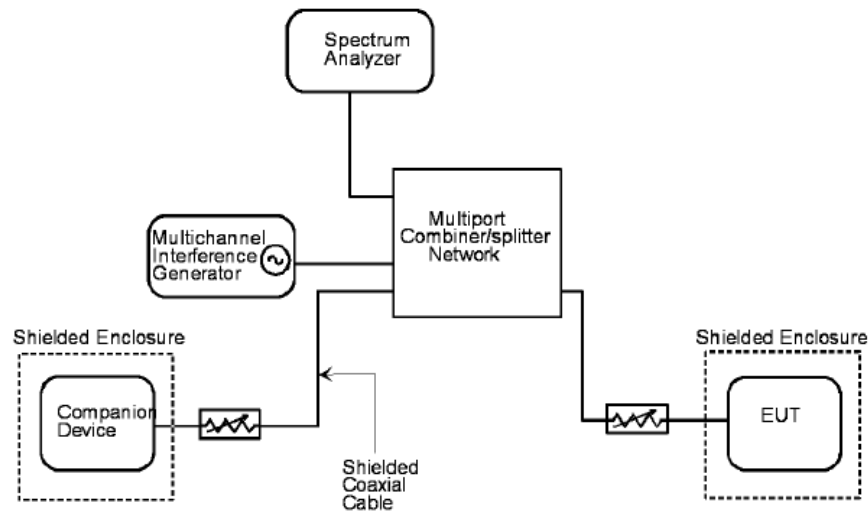 Spectrum
Analyzer
Multiport
Combiner/splitter
Network
Multichannel
Interference
Generator
Shielded Enclosure
Companion
Device
Shielded
Coaxial
Cable
Shielded Enclosure
EUT